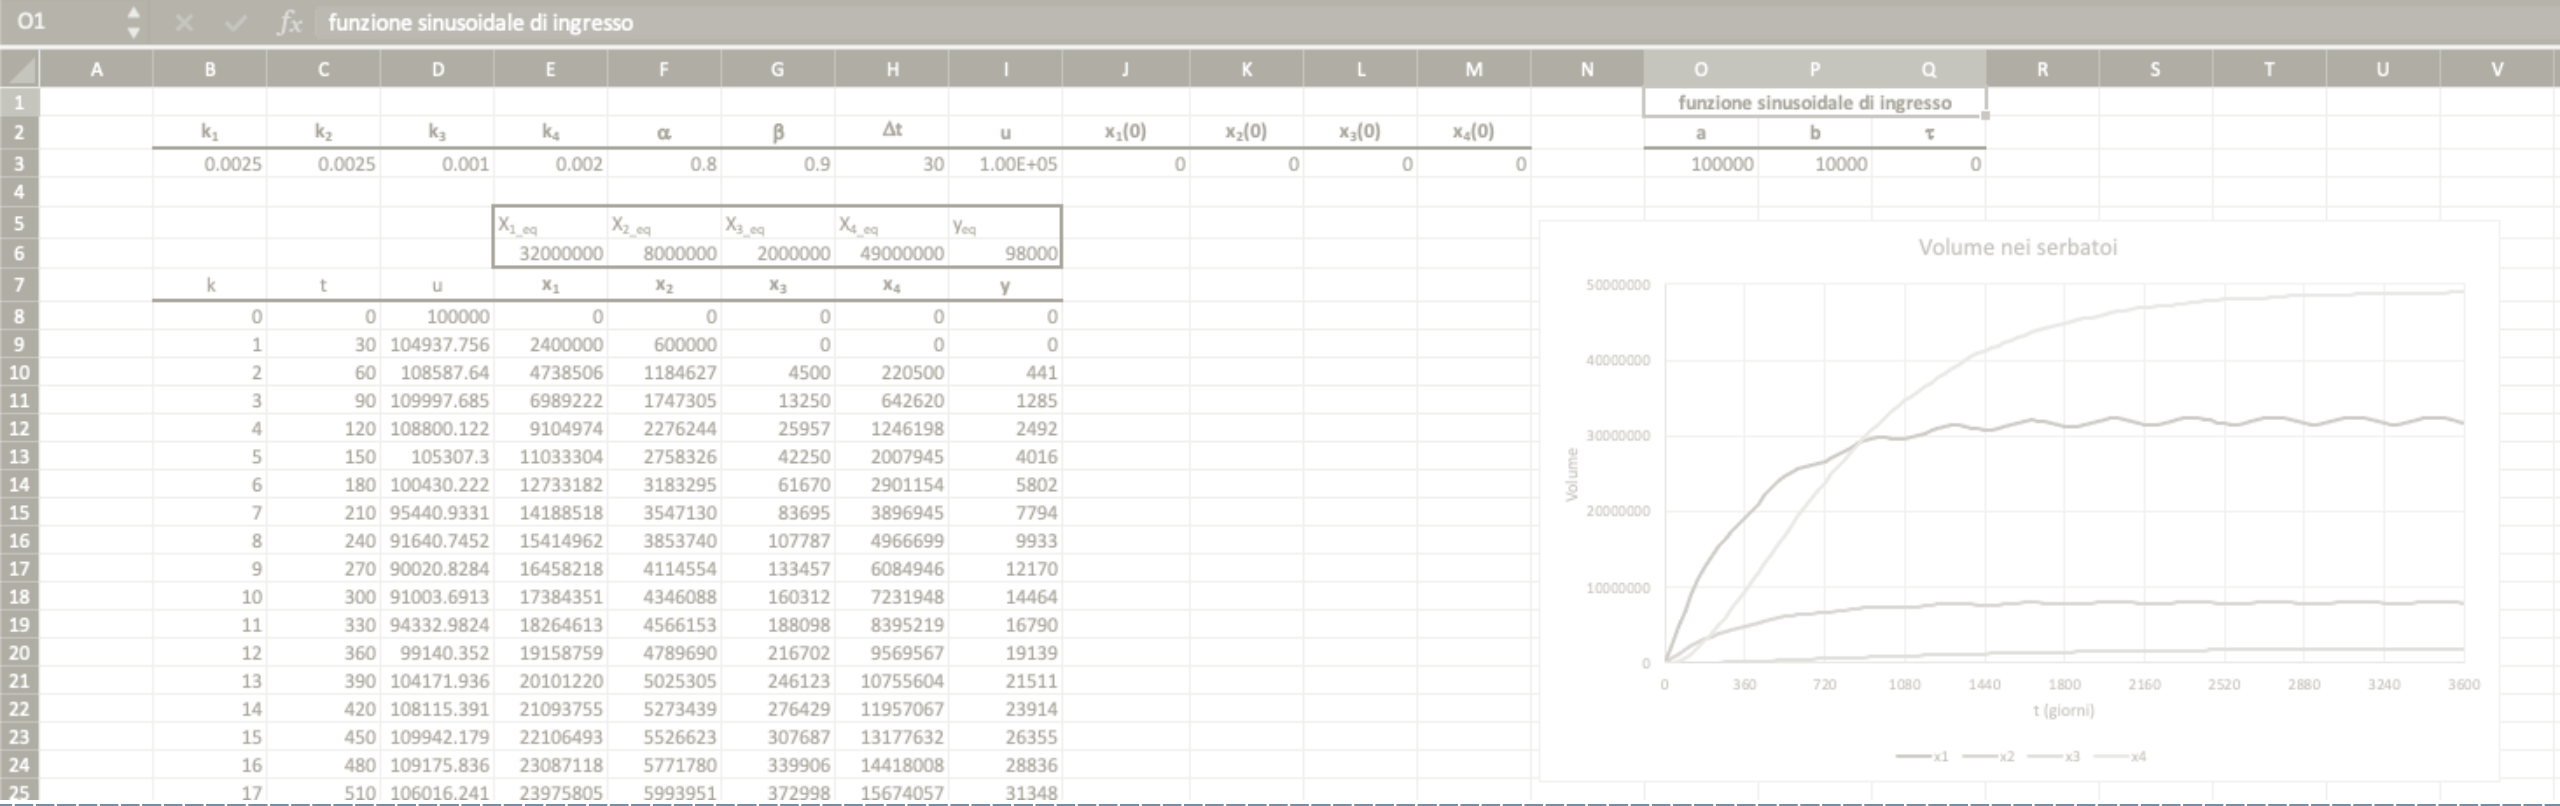 O1 fx funzione sinusoidale di ingresso
A B C D E F G H I J K L M N O P Q R S T U V
1 funzione sinusoidale di ingresso
2 k₁ k₂ k₃ k₄ α β Δt u x₁(0) x₂(0) x₃(0) x₄(0) a b τ
3 0.0025 0.0025 0.001 0.002 0.8 0.9 30 1.00E+05 0 0 0 0 100000 10000 0
4
5 X₁_eq X₂_eq X₃_eq X₄_eq yeq
6 32000000 8000000 2000000 49000000 98000
7 k t u x₁ x₂ x₃ x₄ y
8 0 0 100000 0 0 0 0 0
9 1 30 104937.756 2400000 600000 0 0 0
10 2 60 108587.64 4738506 1184627 4500 220500 441
11 3 90 109997.685 6989222 1747305 13250 642620 1285
12 4 120 108800.122 9104974 2276244 25957 1246198 2492
13 5 150 105307.3 11033304 2758326 42250 2007945 4016
14 6 180 100430.222 12733182 3183295 61670 2901154 5802
15 7 210 95440.9331 14188518 3547130 83695 3896945 7794
16 8 240 91640.7452 15414962 3853740 107787 4966699 9933
17 9 270 90020.8284 16458218 4114554 133457 6084946 12170
18 10 300 91003.6913 17384351 4346088 160312 7231948 14464
19 11 330 94332.9824 18264613 4566153 188098 8395219 16790
20 12 360 99140.352 19158759 4789690 216702 9569567 19139
21 13 390 104171.936 20101220 5025305 246123 10755604 21511
22 14 420 108115.391 21093755 5273439 276429 11957067 23914
23 15 450 109942.179 22106493 5526623 307687 13177632 26355
24 16 480 109175.836 23087118 5771780 339906 14418008 28836
25 17 510 106016.241 23975805 5993951 372998 15674057 31348
Volume nei serbatoi
50000000
40000000
30000000
20000000
10000000
0
Volume
0 360 720 1080 1440 1800 2160 2520 2880 3240 3600
t (giorni)
x1 x2 x3 x4